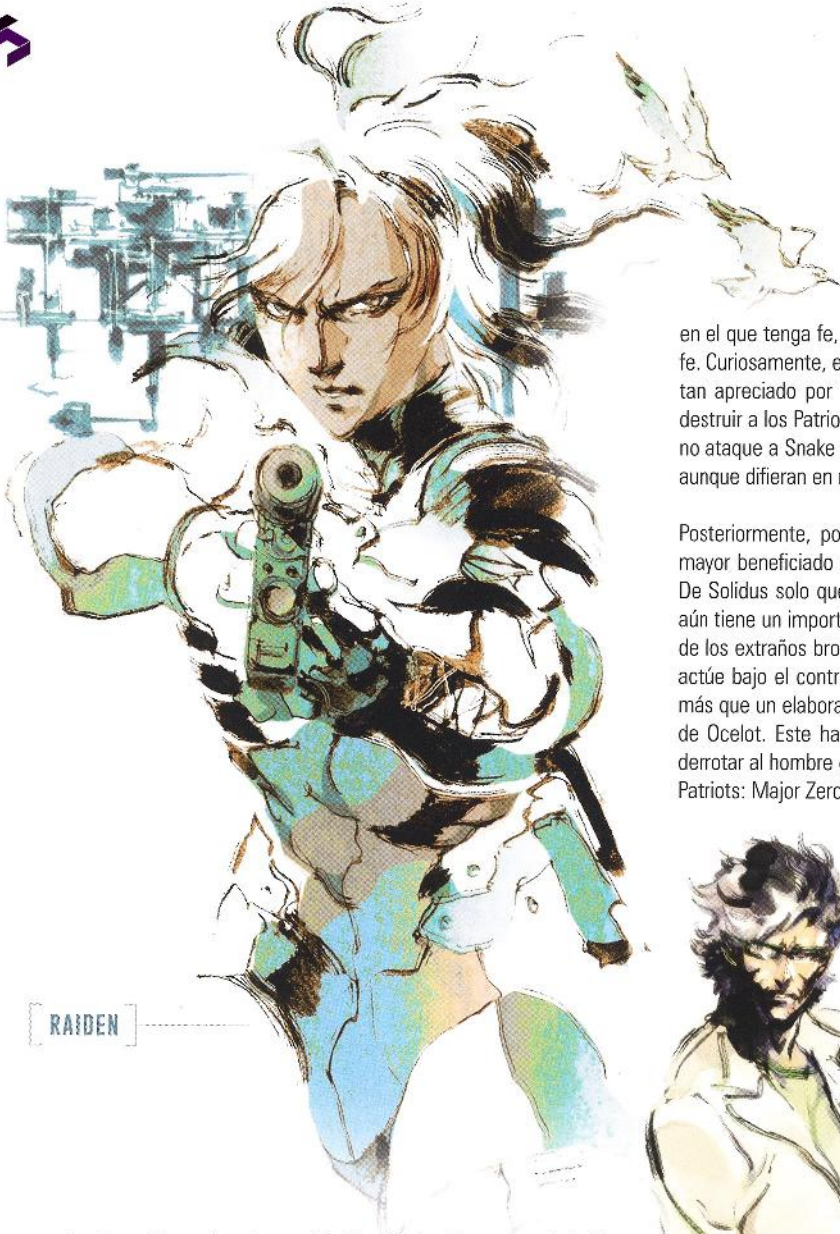 en el que tenga fe,
fe. Curiosamente, e
tan apreciado por
destruir a los Patrio
no ataque a Snake
aunque difieran en
Posteriormente, po
mayor beneficiado
De Solidus solo que
aún tiene un import
de los extraños bro
actúe bajo el contr
más que un elabora
de Ocelot. Este ha
derrotar al hombre
Patriots: Major Zero
RAIDEN